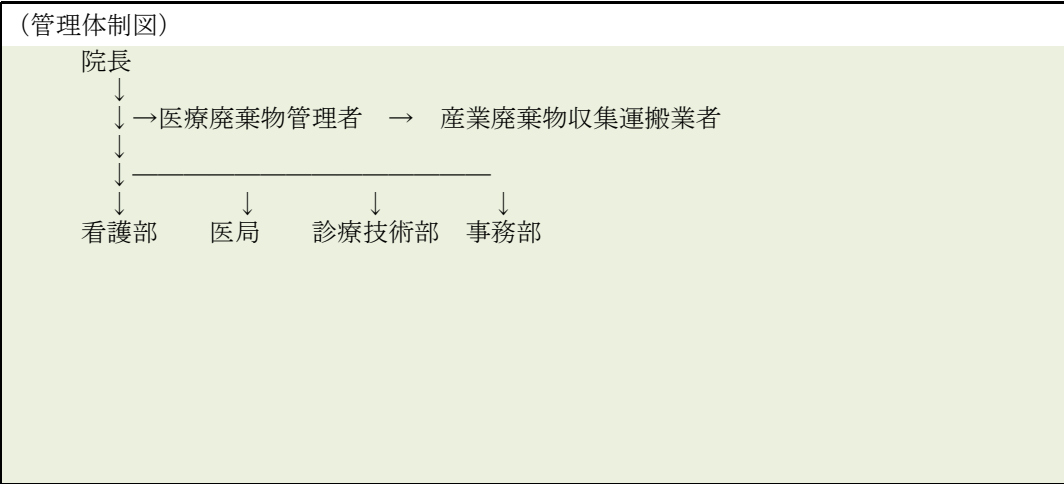 （管理体制図）
院長
↓
↓→医療廃棄物管理者　→　産業廃棄物収集運搬業者
↓
↓――――――――――――――
↓　　　　↓　　　　↓　　　　↓
看護部　　医局　　診療技術部　事務部